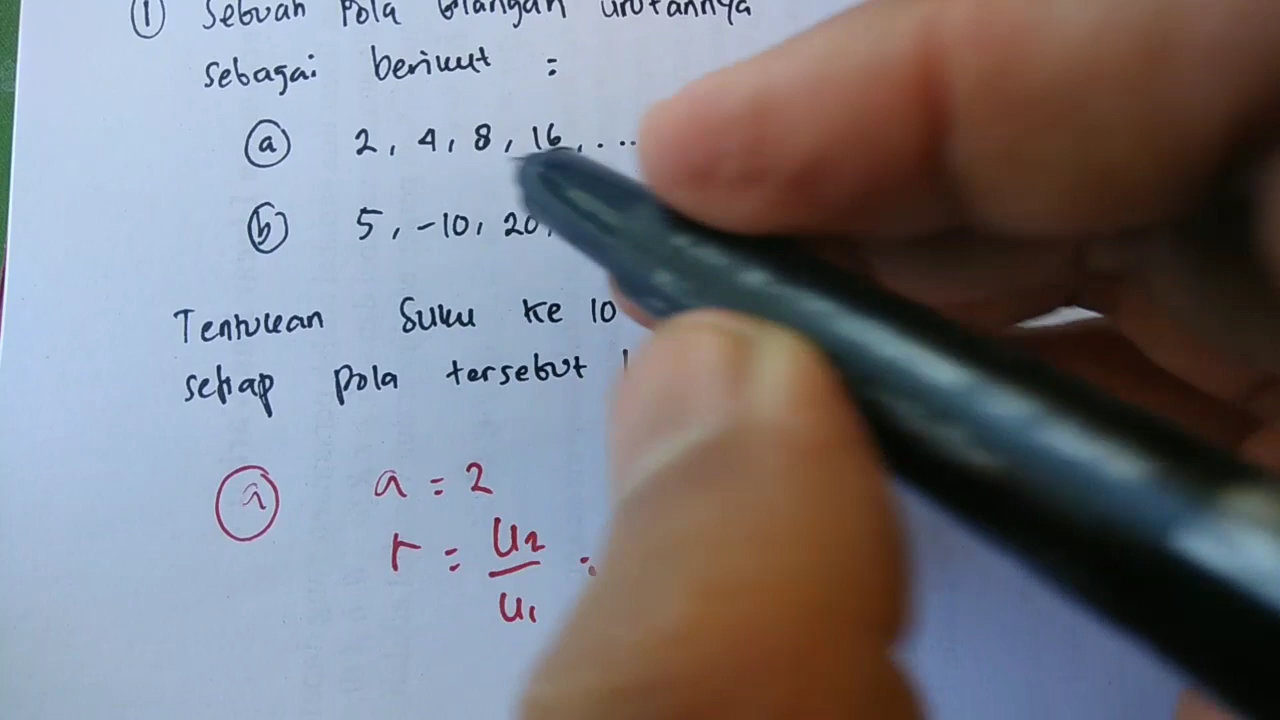 ① Sebuah Pola bilangan urutannya
sebagai berikut :
ⓐ 2, 4, 8, 16, ...
ⓑ 5, -10, 20,
Tentukan Suku ke 10
setiap pola tersebut
ⓐ a = 2
r = U2 / U1 =